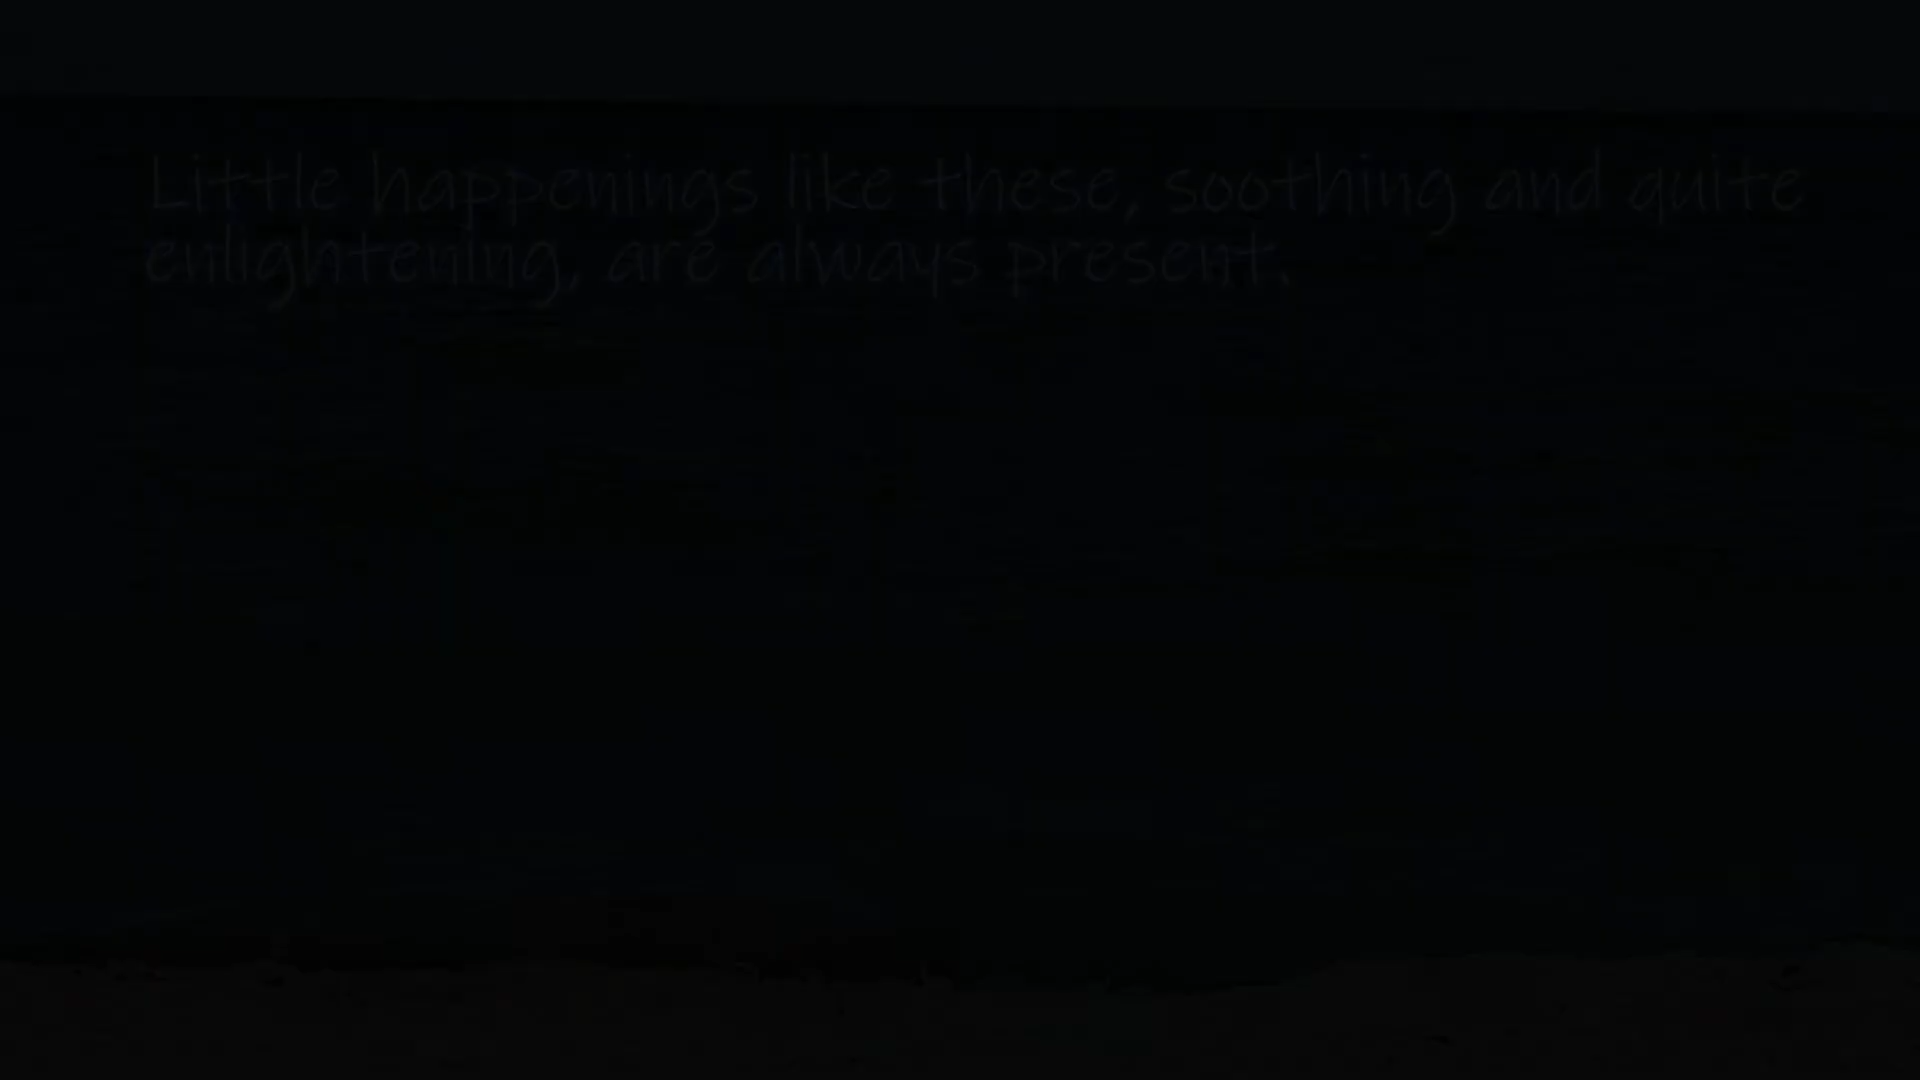 Little happenings like these, soothing and quite
enlightening, are always present.